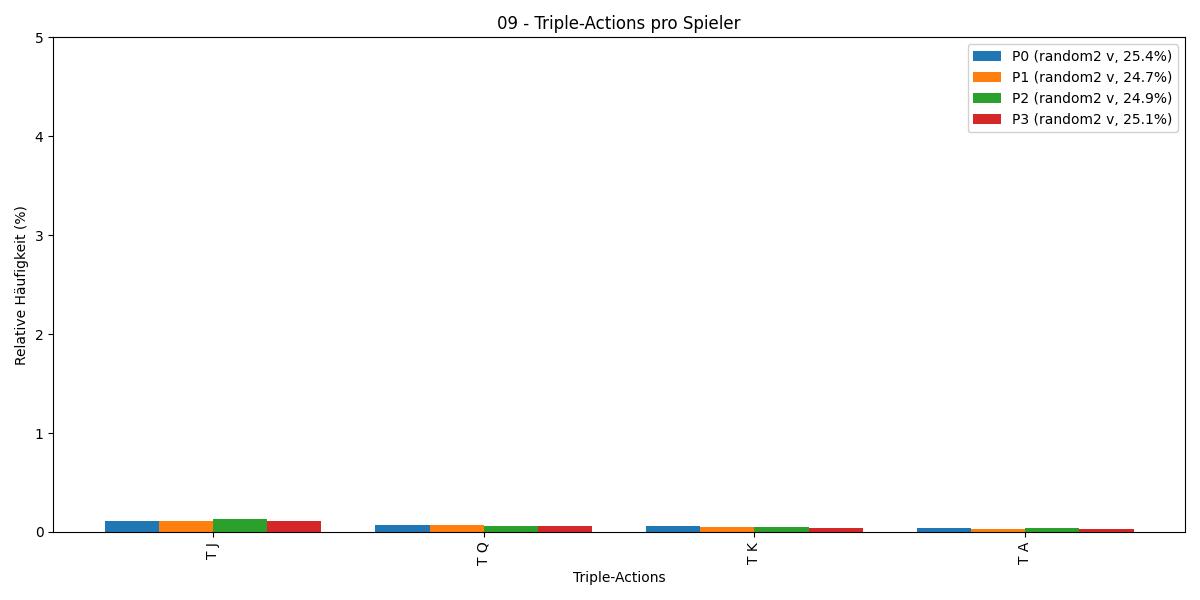 09 - Triple-Actions pro Spieler
Relative Häufigkeit (%)
5
4
3
2
1
0
P0 (random2 v, 25.4%)
P1 (random2 v, 24.7%)
P2 (random2 v, 24.9%)
P3 (random2 v, 25.1%)
T J
T Q
T K
T A
Triple-Actions